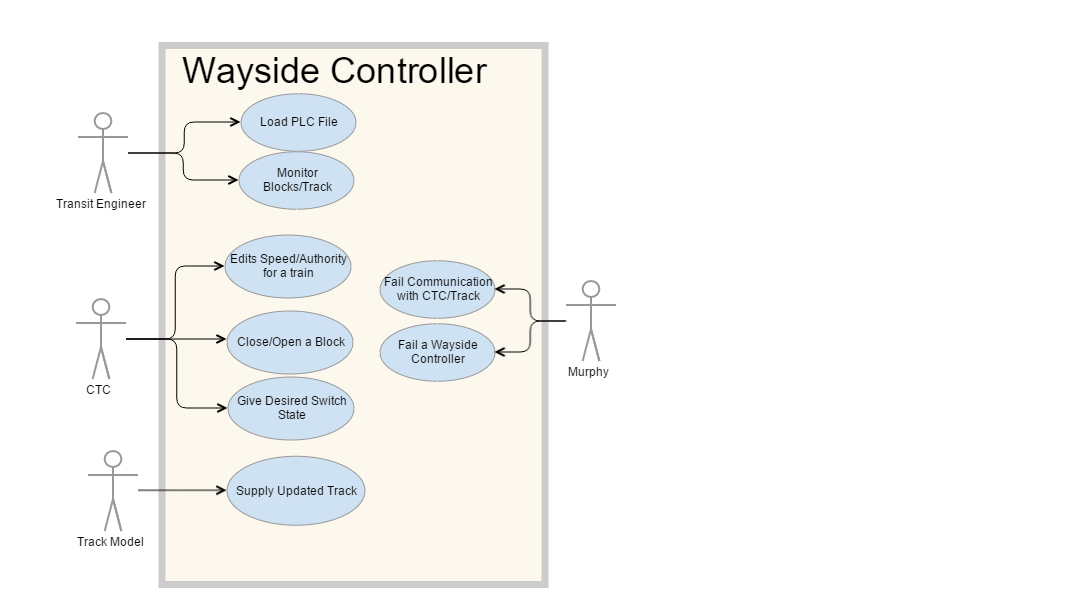 Wayside Controller
Load PLC File
Monitor
Blocks/Track
Transit Engineer
Edits Speed/Authority
for a train
Close/Open a Block
Give Desired Switch
State
CTC
Fail Communication
with CTC/Track
Fail a Wayside
Controller
Murphy
Supply Updated Track
Track Model